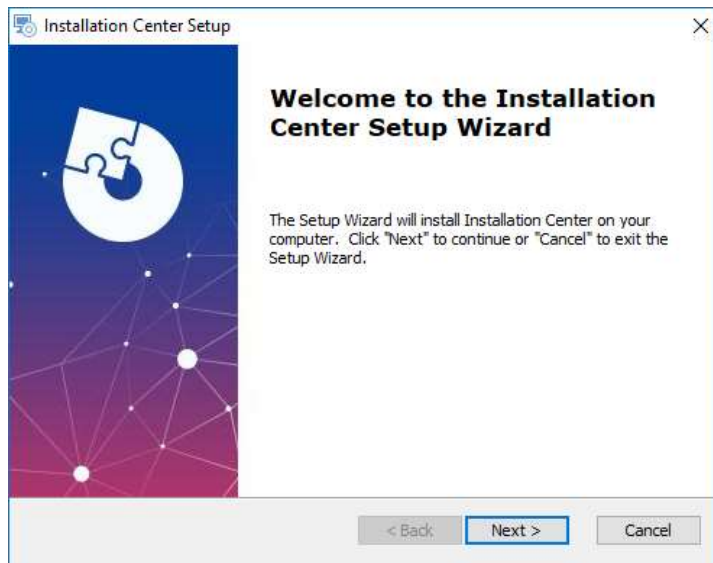 Installation Center Setup
Welcome to the Installation
Center Setup Wizard
The Setup Wizard will install Installation Center on your
computer.  Click "Next" to continue or "Cancel" to exit the
Setup Wizard.
< Back
Next >
Cancel